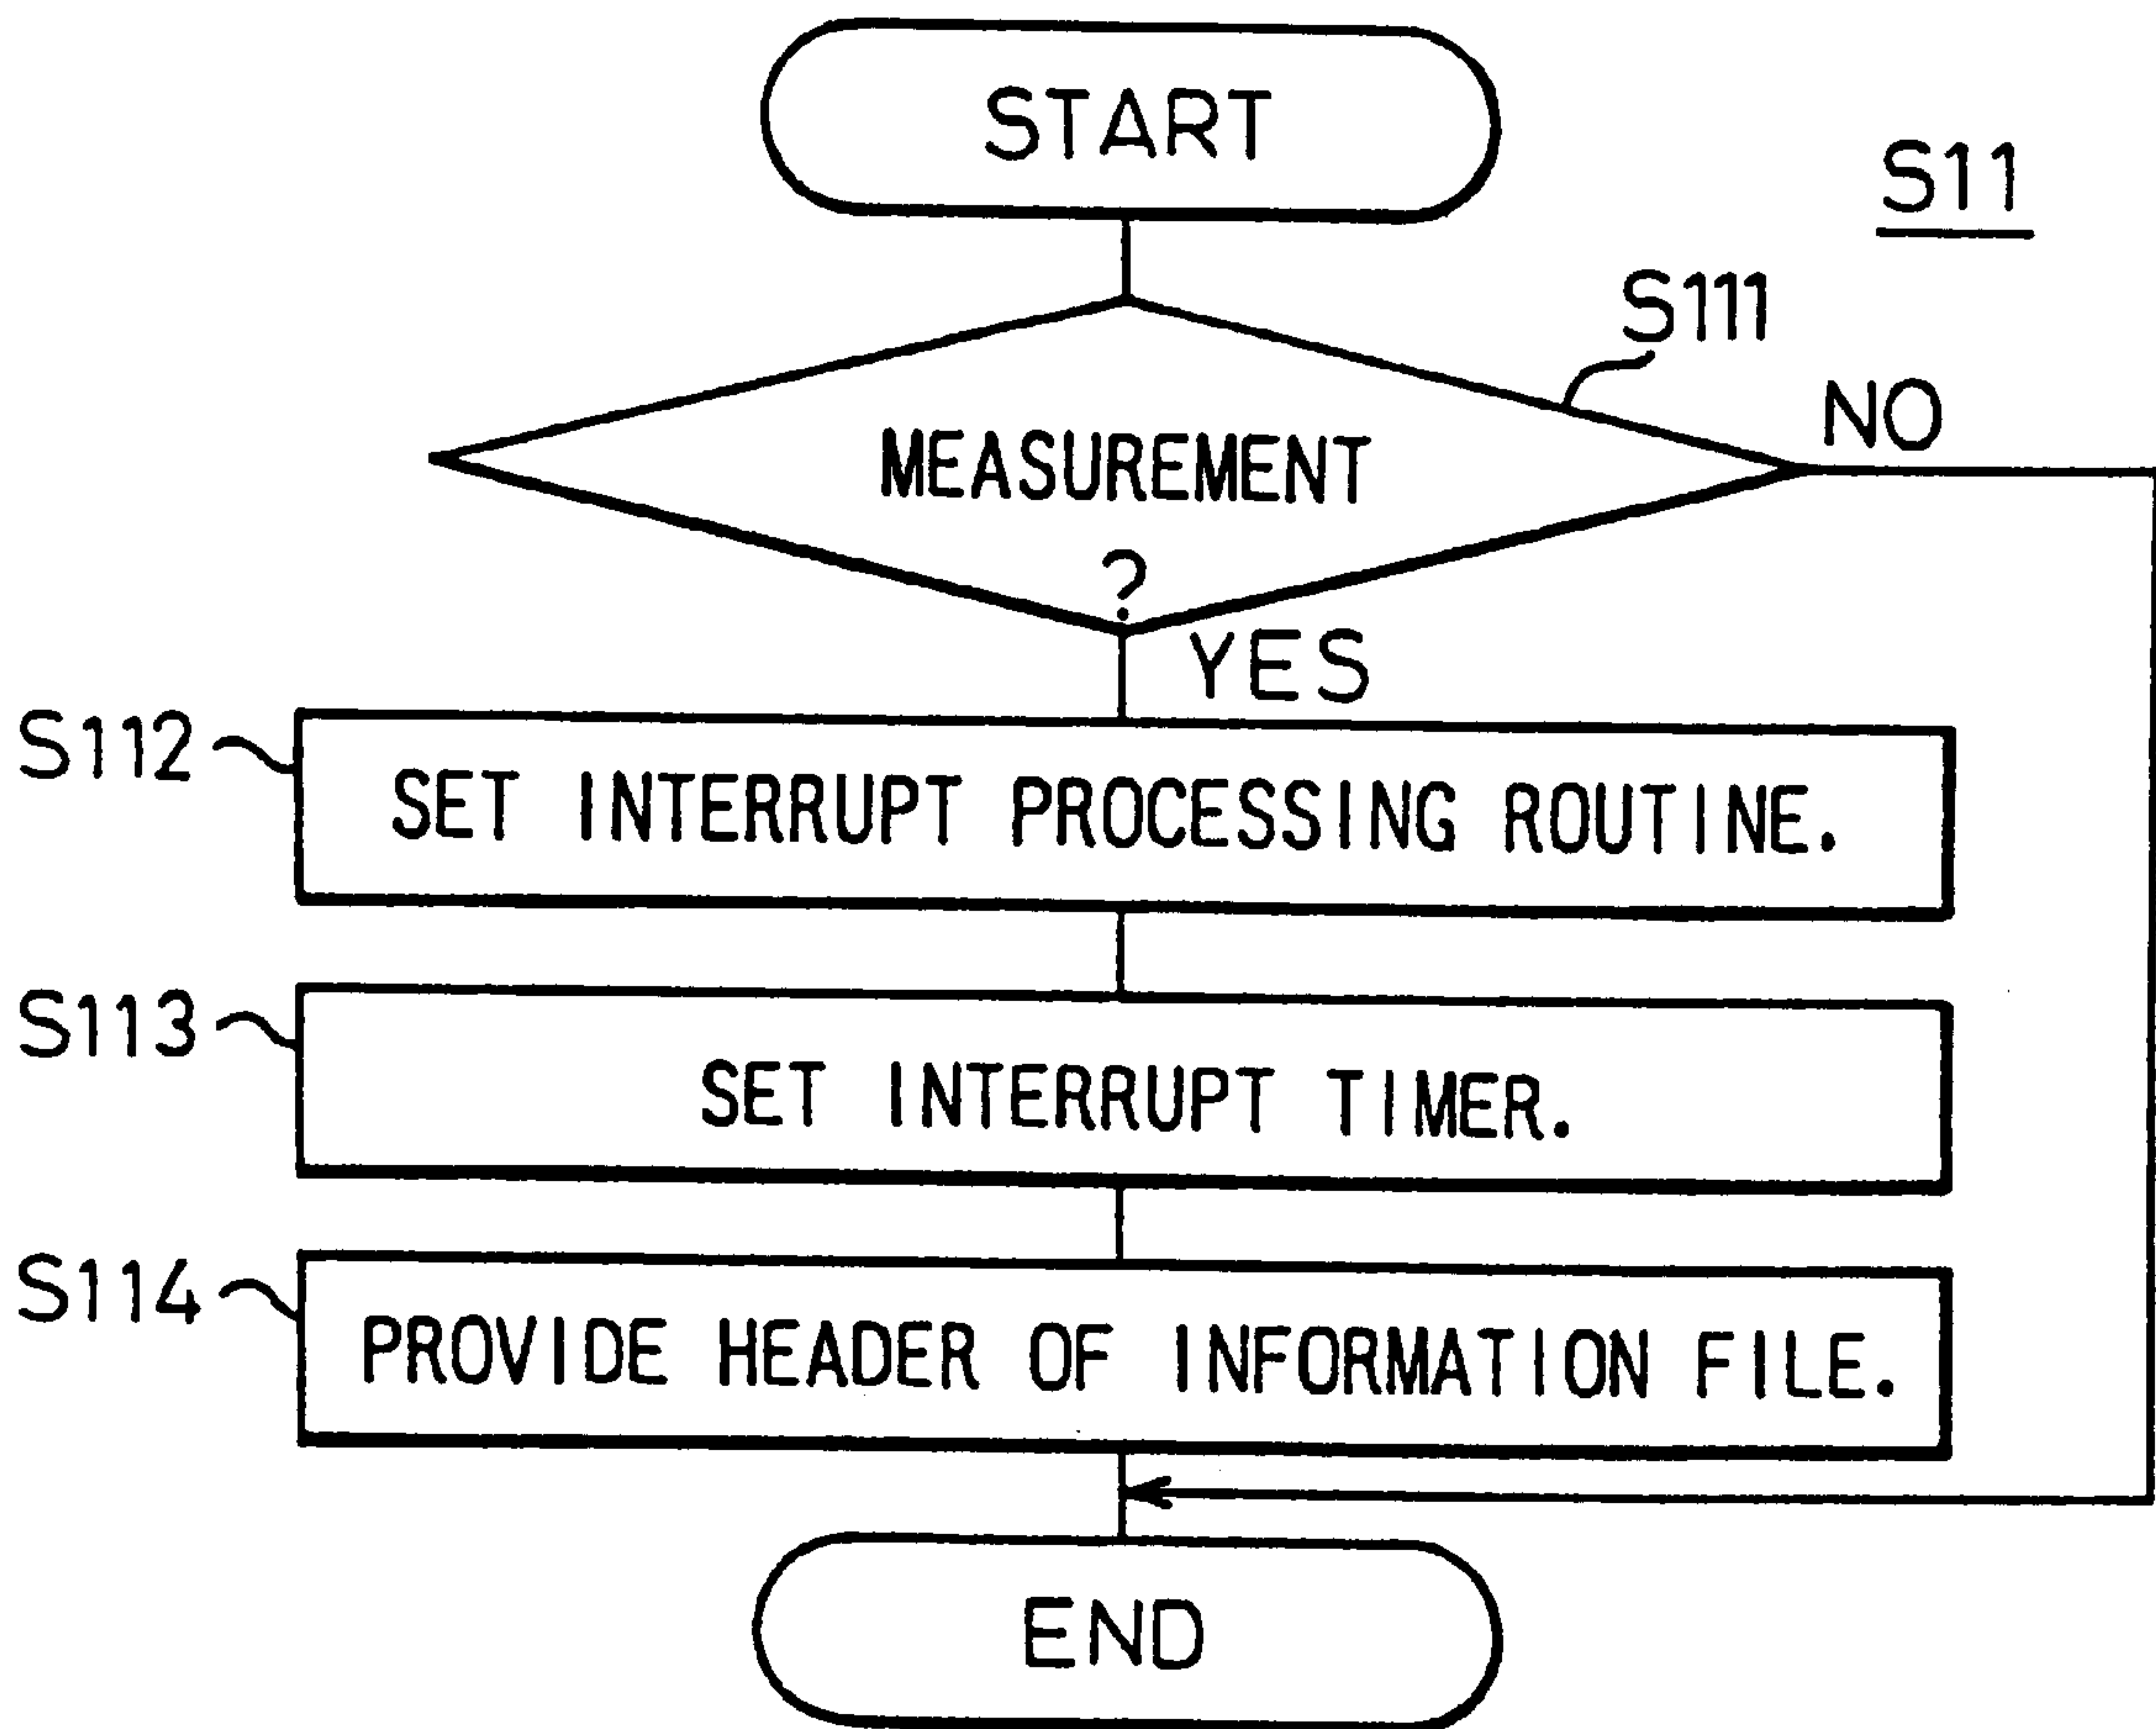 START
S11
S111
NO
MEASUREMENT
?
YES
S112
SET INTERRUPT PROCESSING ROUTINE.
S113
SET INTERRUPT TIMER.
S114
PROVIDE HEADER OF INFORMATION FILE.
END